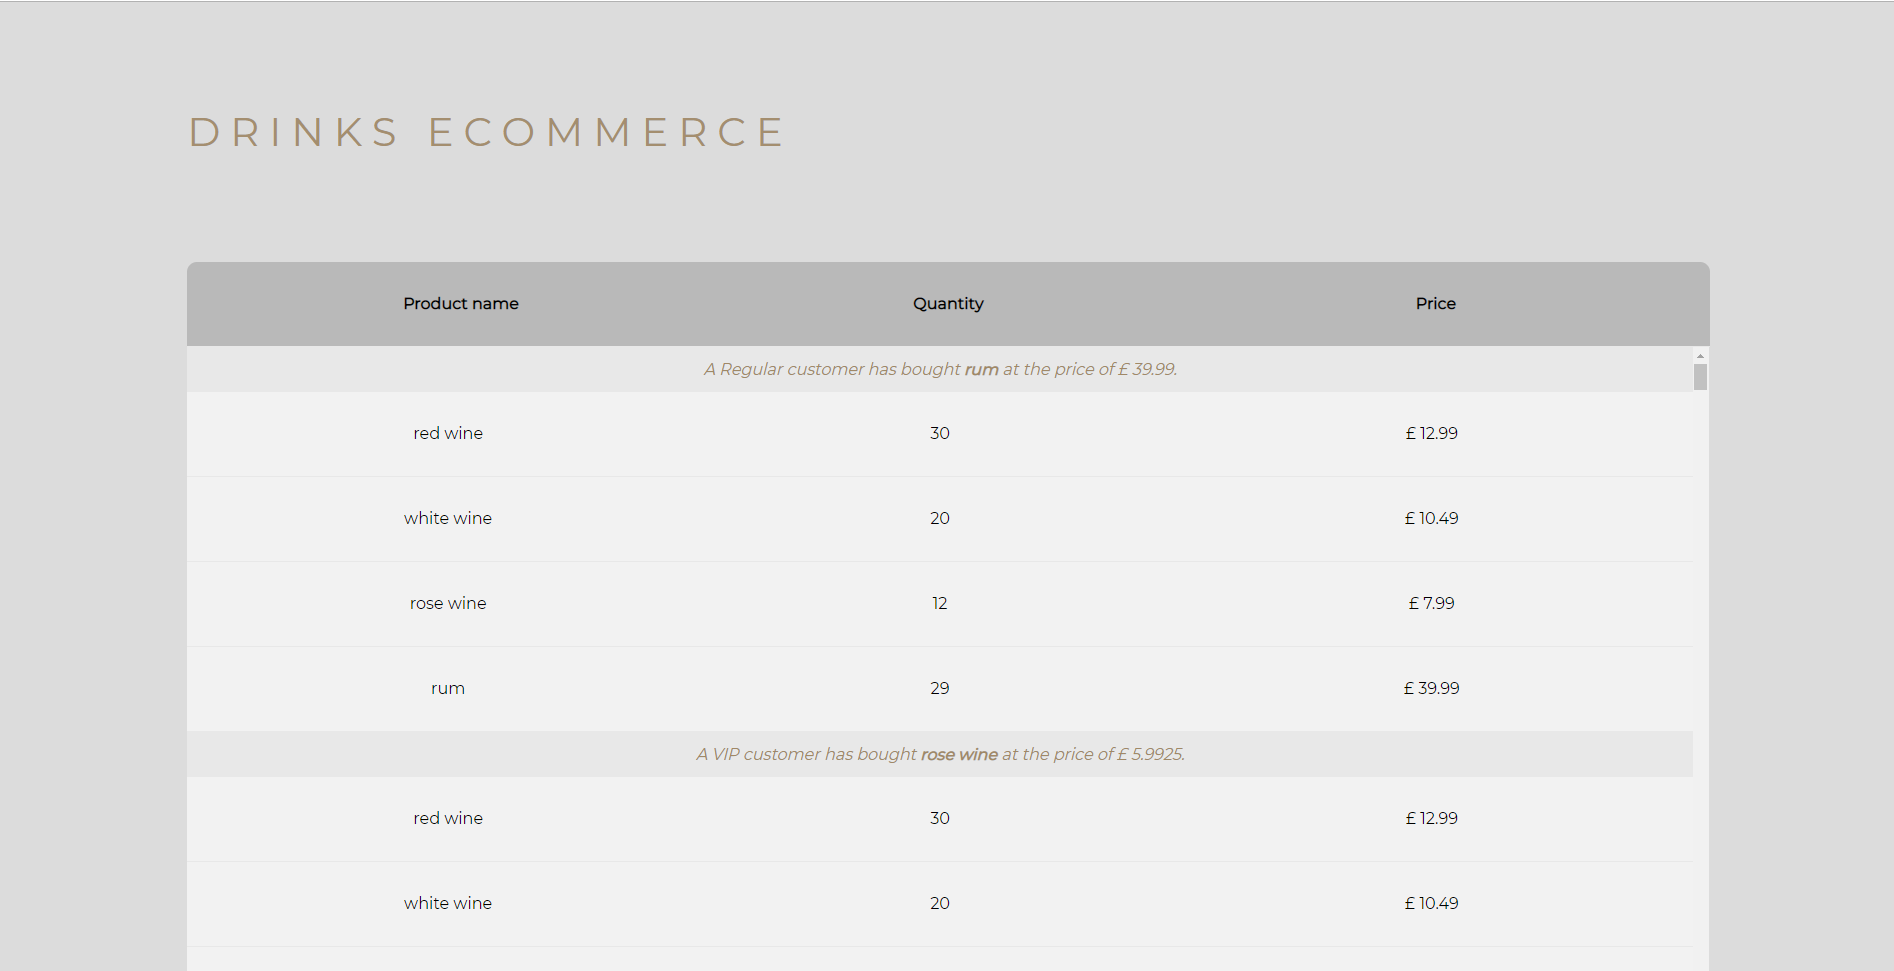 DRINKS ECOMMERCE
Product name Quantity Price
A Regular customer has bought rum at the price of £ 39.99.
red wine 30 £ 12.99
white wine 20 £ 10.49
rose wine 12 £ 7.99
rum 29 £ 39.99
A VIP customer has bought rose wine at the price of £ 5.9925.
red wine 30 £ 12.99
white wine 20 £ 10.49